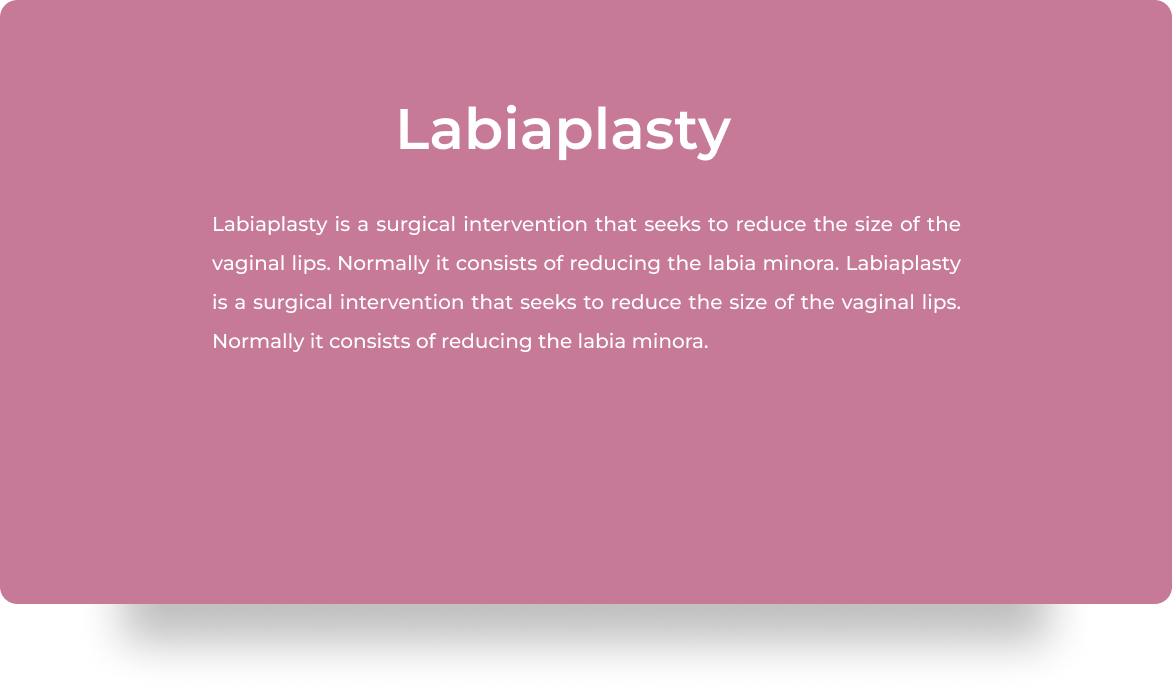 Labiaplasty
Labiaplasty is a surgical intervention that seeks to reduce the size of the
vaginal lips. Normally it consists of reducing the labia minora. Labiaplasty
is a surgical intervention that seeks to reduce the size of the vaginal lips.
Normally it consists of reducing the labia minora.